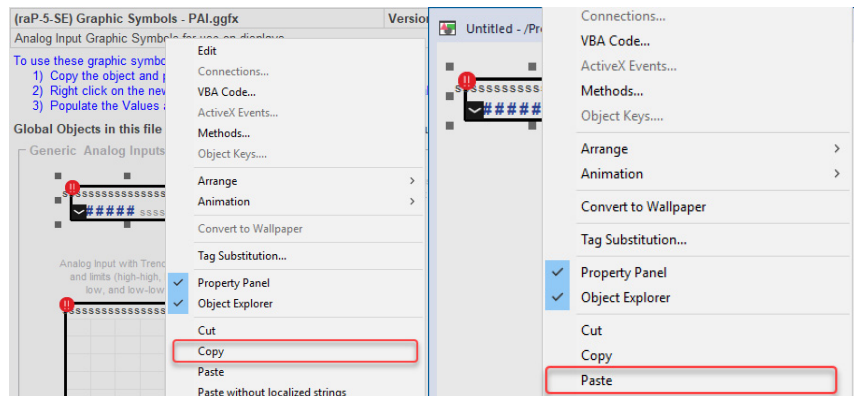 (raP-5-SE) Graphic Symbols - PAI.ggfx
Analog Input Graphic Symbols for use on displays
To use these graphic
1) Copy the object and
2) Right click on the
3) Populate the Values
Global Objects in this file
Generic Analog Inputs
sssssssssssssss
##### ssss
Analog Input with
and limits (high-high,
low, and low-low
sssssssssssssss
Edit
Connections...
VBA Code...
ActiveX Events...
Methods...
Object Keys....
Arrange
Animation
Convert to Wallpaper
Tag Substitution...
Property Panel
Object Explorer
Cut
Copy
Paste
Paste without localized strings
Untitled -
sssssssss
#####
Connections...
VBA Code...
ActiveX Events...
Methods...
Object Keys....
Arrange
Animation
Convert to Wallpaper
Tag Substitution...
Property Panel
Object Explorer
Cut
Copy
Paste